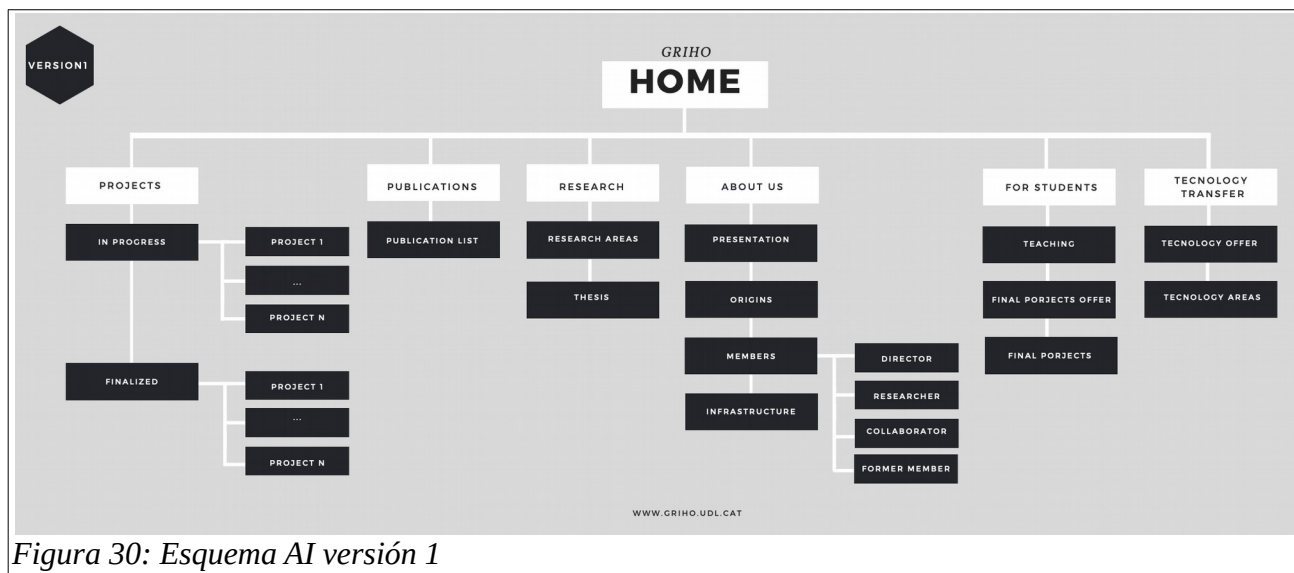 VERSION1
GRIHO
HOME
PROJECTS
IN PROGRESS
PROJECT 1
...
PROJECT N
FINALIZED
PROJECT 1
...
PROJECT N
PUBLICATIONS
PUBLICATION LIST
RESEARCH
RESEARCH AREAS
THESIS
ABOUT US
PRESENTATION
ORIGINS
MEMBERS
DIRECTOR
RESEARCHER
COLLABORATOR
FORMER MEMBER
INFRASTRUCTURE
FOR STUDENTS
TEACHING
FINAL PORJECTS OFFER
FINAL PORJECTS
TECNOLOGY
TRANSFER
TECNOLOGY OFFER
TECNOLOGY AREAS
WWW.GRIHO.UDL.CAT
Figura 30: Esquema AI versión 1